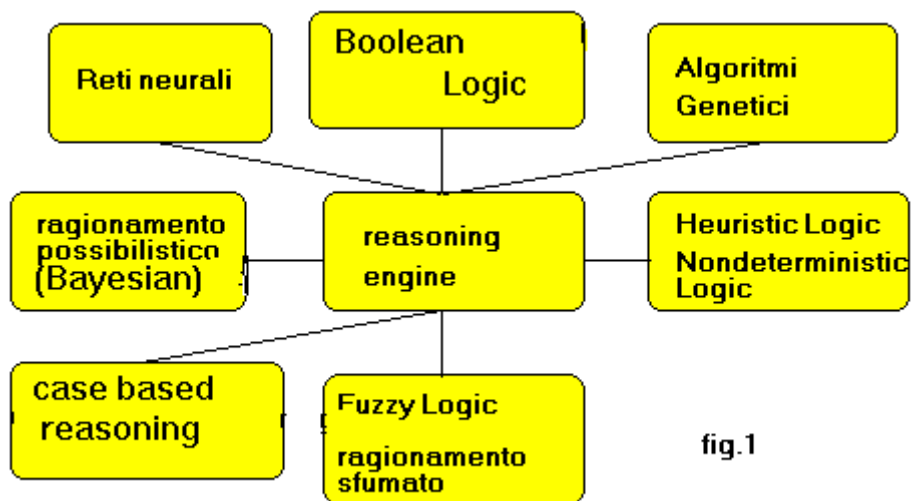 Reti neurali
Boolean
Logic
Algoritmi
Genetici
ragionamento
possibilistico
(Bayesian)
reasoning
engine
Heuristic Logic
Nondeterministic
Logic
case based
reasoning
Fuzzy Logic
ragionamento
sfumato
fig.1